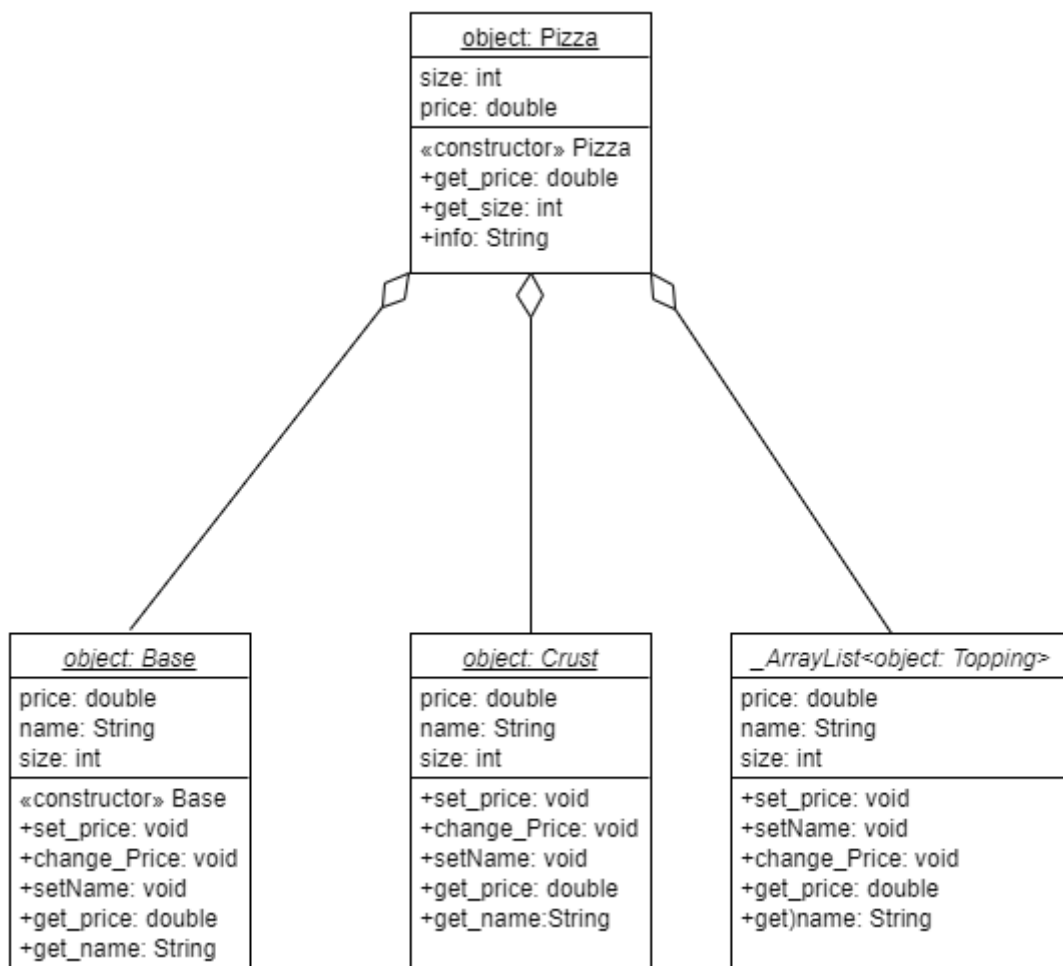 object: Pizza
size: int
price: double
«constructor» Pizza
+get_price: double
+get_size: int
+info: String
object: Base
price: double
name: String
size: int
«constructor» Base
+set_price: void
+change_Price: void
+setName: void
+get_price: double
+get_name: String
object: Crust
price: double
name: String
size: int
+set_price: void
+change_Price: void
+setName: void
+get_price: double
+get_name:String
_ArrayList<object: Topping>
price: double
name: String
size: int
+set_price: void
+setName: void
+change_Price: void
+get_price: double
+get)name: String